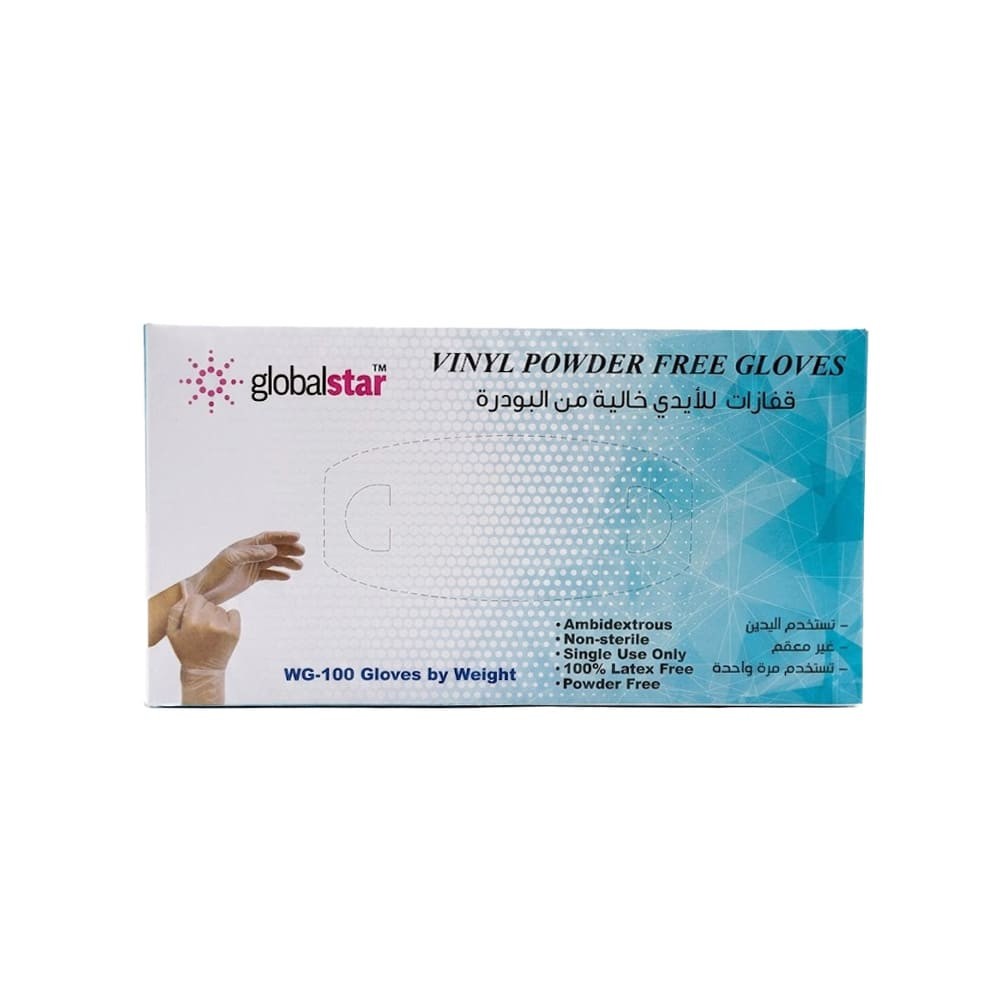 globalstar™
VINYL POWDER FREE GLOVES
قفازات للأيدي خالية من البودرة
• Ambidextrous
• Non-sterile
• Single Use Only
• 100% Latex Free
• Powder Free
- تستخدم اليدين
- غير معقم
- تستخدم مرة واحدة
WG-100 Gloves by Weight